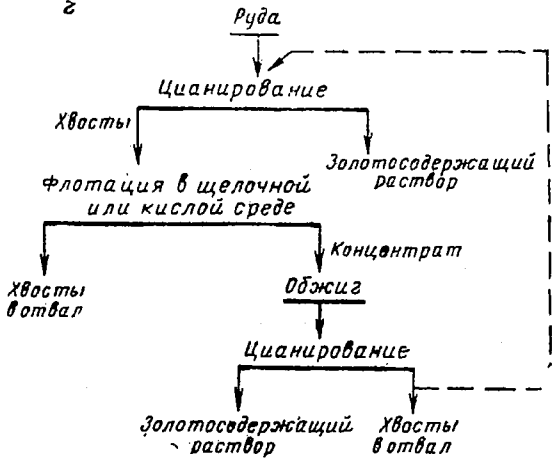 г
Руда
Цианирование
Хвосты
Золотосодержащий
раствор
Флотация в щелочной
или кислой среде
Концентрат
Хвосты
в отвал
Обжиг
Цианирование
Золотосодержащий
раствор
Хвосты
в отвал